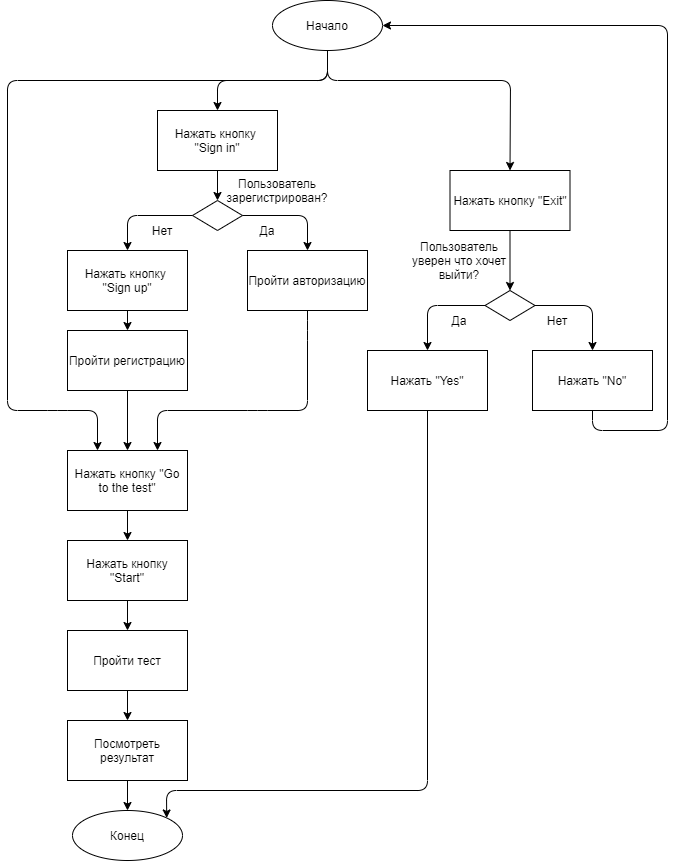 Начало
Нажать кнопку
"Sign in"
Пользователь
зарегистрирован?
Нет
Да
Нажать кнопку
"Sign up"
Пройти авторизацию
Пройти регистрацию
Нажать кнопку "Exit"
Пользователь
уверен что хочет
выйти?
Да
Нет
Нажать "Yes"
Нажать "No"
Нажать кнопку "Go
to the test"
Нажать кнопку
"Start"
Пройти тест
Посмотреть
результат
Конец